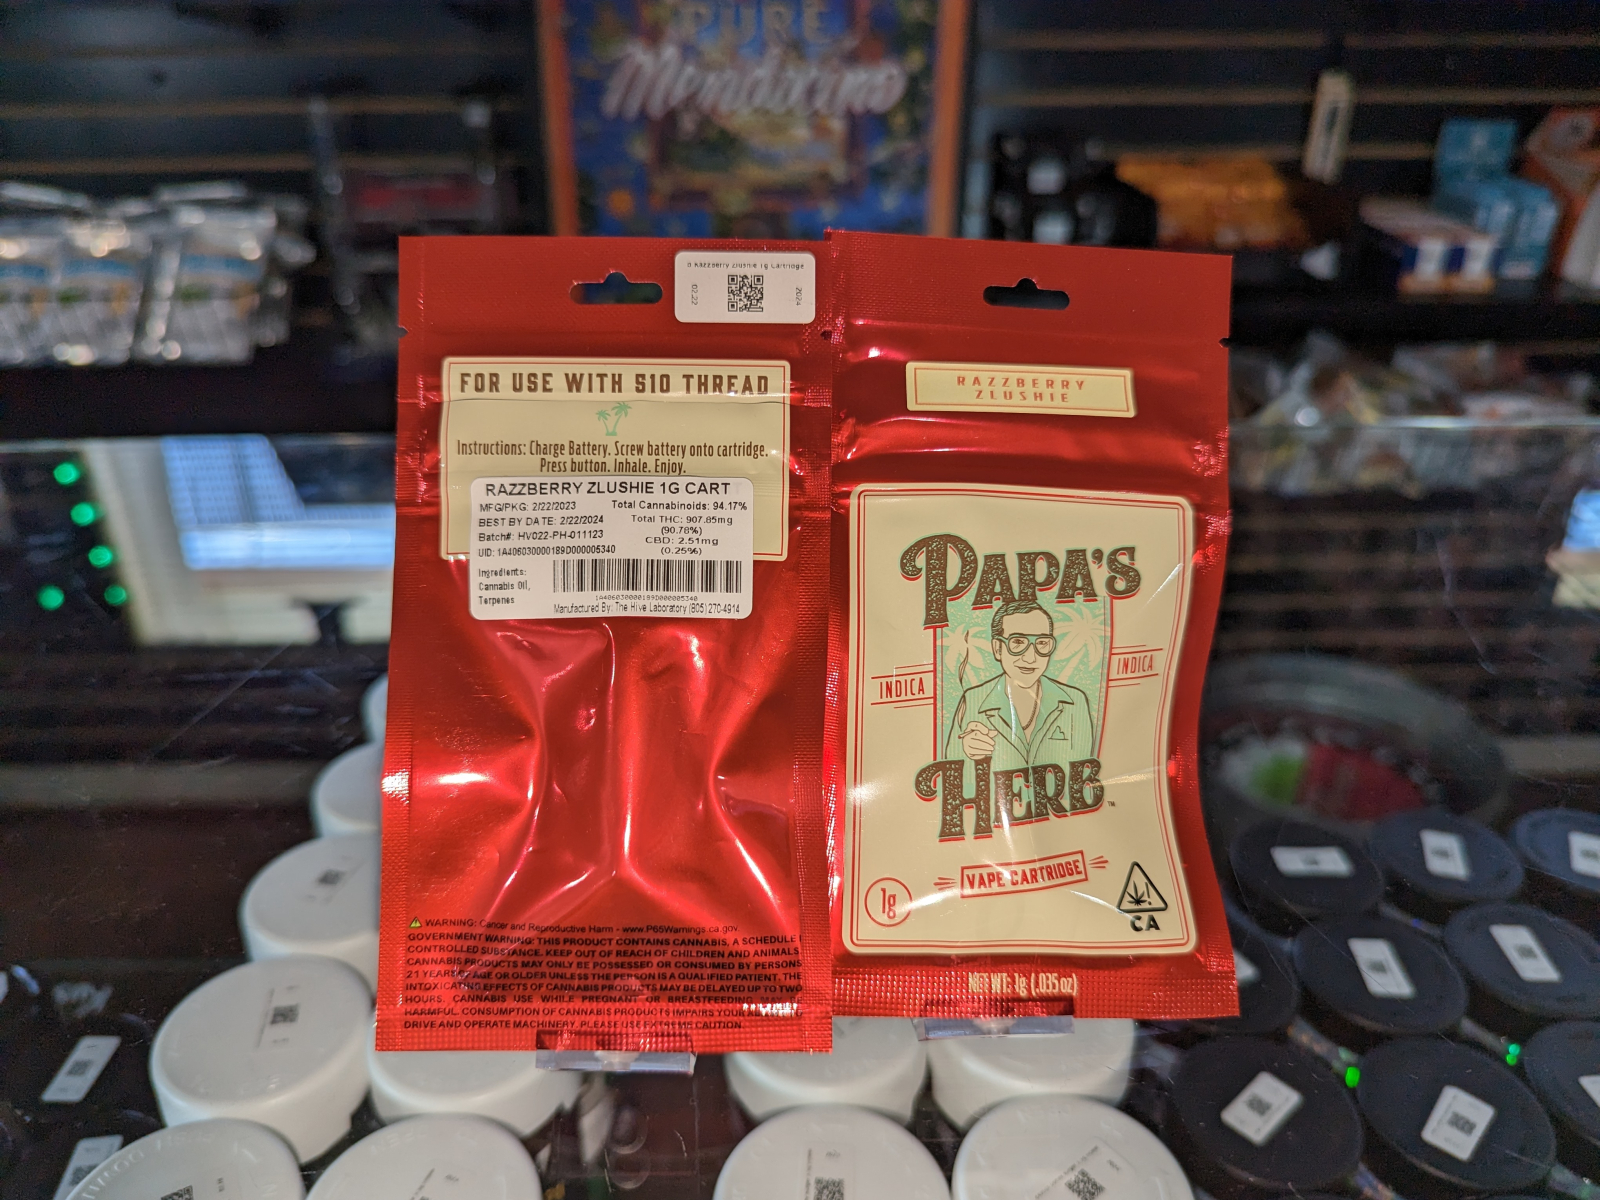 PURE
Mendocino
Razzberry Zlushie 1g Cartridge
02.22
2024
FOR USE WITH 510 THREAD
Instructions: Charge Battery. Screw battery onto cartridge.
Press button. Inhale. Enjoy.
RAZZBERRY ZLUSHIE 1G CART
MFG/PKG: 2/22/2023
BEST BY DATE: 2/22/2024
Batch#: HV022-PH-011123
UID: 1A406030000189D000005340
Total Cannabinoids: 94.17%
Total THC: 907.85mg
(90.78%)
CBD: 2.51mg
(0.25%)
Ingredients:
Cannabis Oil,
Terpenes
1A406030000189D000005340
Manufactured By: The Hive Laboratory (805)270-4914
WARNING: Cancer and Reproductive Harm - www.P65Warnings.ca.gov
GOVERNMENT WARNING: THIS PRODUCT CONTAINS CANNABIS, A SCHEDULE I
CONTROLLED SUBSTANCE. KEEP OUT OF REACH OF CHILDREN AND ANIMALS.
CANNABIS PRODUCTS MAY ONLY BE POSSESSED OR CONSUMED BY PERSONS
21 YEARS OF AGE OR OLDER UNLESS THE PERSON IS A QUALIFIED PATIENT. THE
INTOXICATING EFFECTS OF CANNABIS PRODUCTS MAY BE DELAYED UP TO TWO
HOURS. CANNABIS USE WHILE PREGNANT OR BREASTFEEDING MAY BE
HARMFUL. CONSUMPTION OF CANNABIS PRODUCTS IMPAIRS YOUR
DRIVE AND OPERATE MACHINERY. PLEASE USE EXTREME CAUTION.
RAZZBERRY
ZLUSHIE
PAPA'S
INDICA
INDICA
HERB
TM
VAPE CARTRIDGE
1g
CA
NET WT: 1g (.035 oz)